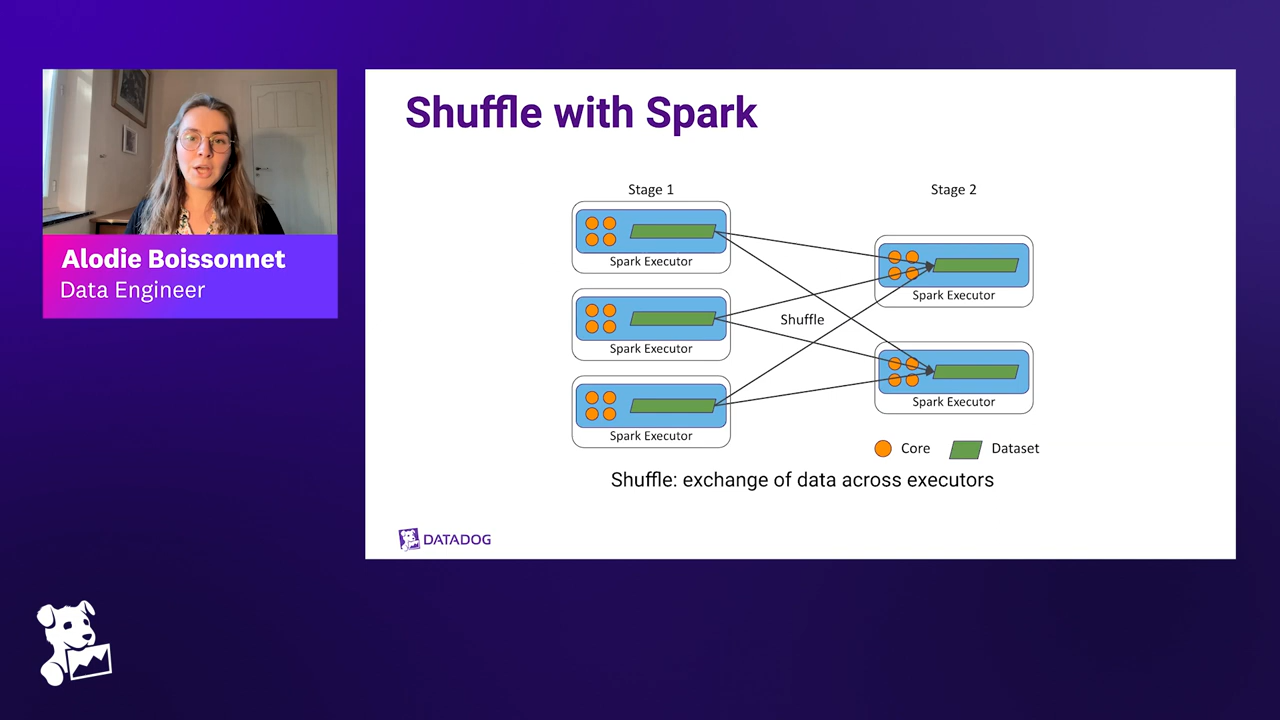 Alodie Boissonnet
Data Engineer
Shuffle with Spark
Stage 1
Stage 2
Spark Executor
Spark Executor
Spark Executor
Shuffle
Spark Executor
Spark Executor
Core
Dataset
Shuffle: exchange of data across executors
DATADOG